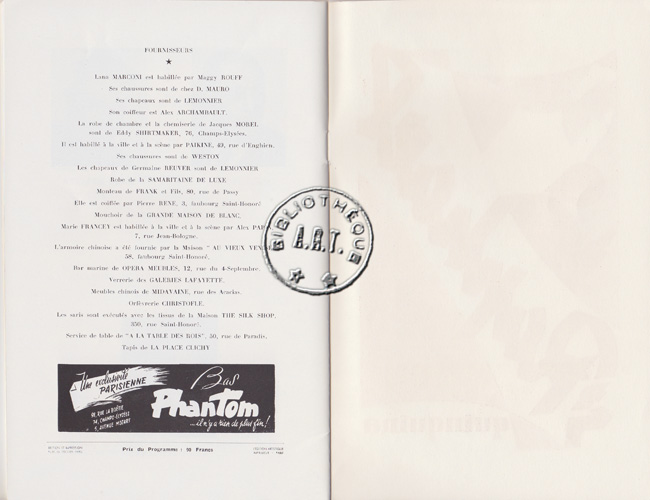 FOURNISSEURS
Lana MARCONI est habillée par Maggy ROUFF
Ses chaussures sont de chez D. MAURO
Ses chapeaux sont de LEMONNIER
Son coiffeur est Alex ARCHAMBAULT.
La robe de chambre et la chemiserie de Jacques MOREL
sont de Eddy SHIRTMAKER, 76, Champs-Elysées.
Il est habillé à la ville et à la scène par PAIKINE, 49, rue d'Enghien.
Ses chaussures sont de WESTON
Les chapeaux de Germaine REUVER sont de LEMONNIER
Robe de la SAMARITAINE DE LUXE
Manteau de FRANK et Fils, 80, rue de Passy
Elle est coiffée par Pierre RENE, 3, faubourg Saint-Honoré
Mouchoir de la GRANDE MAISON DE BLANC.
Marie FRANCEY est habillée à la ville et à la scène par Alex
7, rue Jean-Bologne.
L'armoire chinoise a été fournie par la Maison " AU VIEUX
58, faubourg Saint-Honoré.
Bar marine de OPERA MEUBLES, 12, rue du 4-Septembre.
Verrerie des GALERIES LAFAYETTE.
Meubles chinois de MIDAVAINE, rue des Acacias.
Orfèvrerie CHRISTOFLE.
Les saris sont exécutés avec les tissus de la Maison THE SILK SHOP,
350, rue Saint-Honoré.
Service de table de "A LA TABLE DES ROIS", 50, rue de Paradis.
Tapis de LA PLACE CLICHY
Une exclusivité
PARISIENNE
74, CHAMPS-ELYSÉES
Bas
Phantom
...il n'y a rien de plus fin!
Prix du Programme : 90 Francs
BIBLIOTHÈQUE
A.R.T.